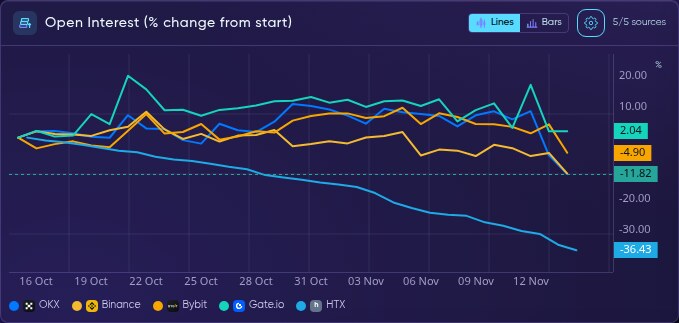 Open Interest (% change from start)
Lines
Bars
5/5 sources
%
20.00
10.00
2.04
-4.90
-11.82
-20.00
-30.00
-36.43
16 Oct 19 Oct 22 Oct 25 Oct 28 Oct 31 Oct 03 Nov 06 Nov 09 Nov 12 Nov
OKX Binance Bybit Gate.io HTX